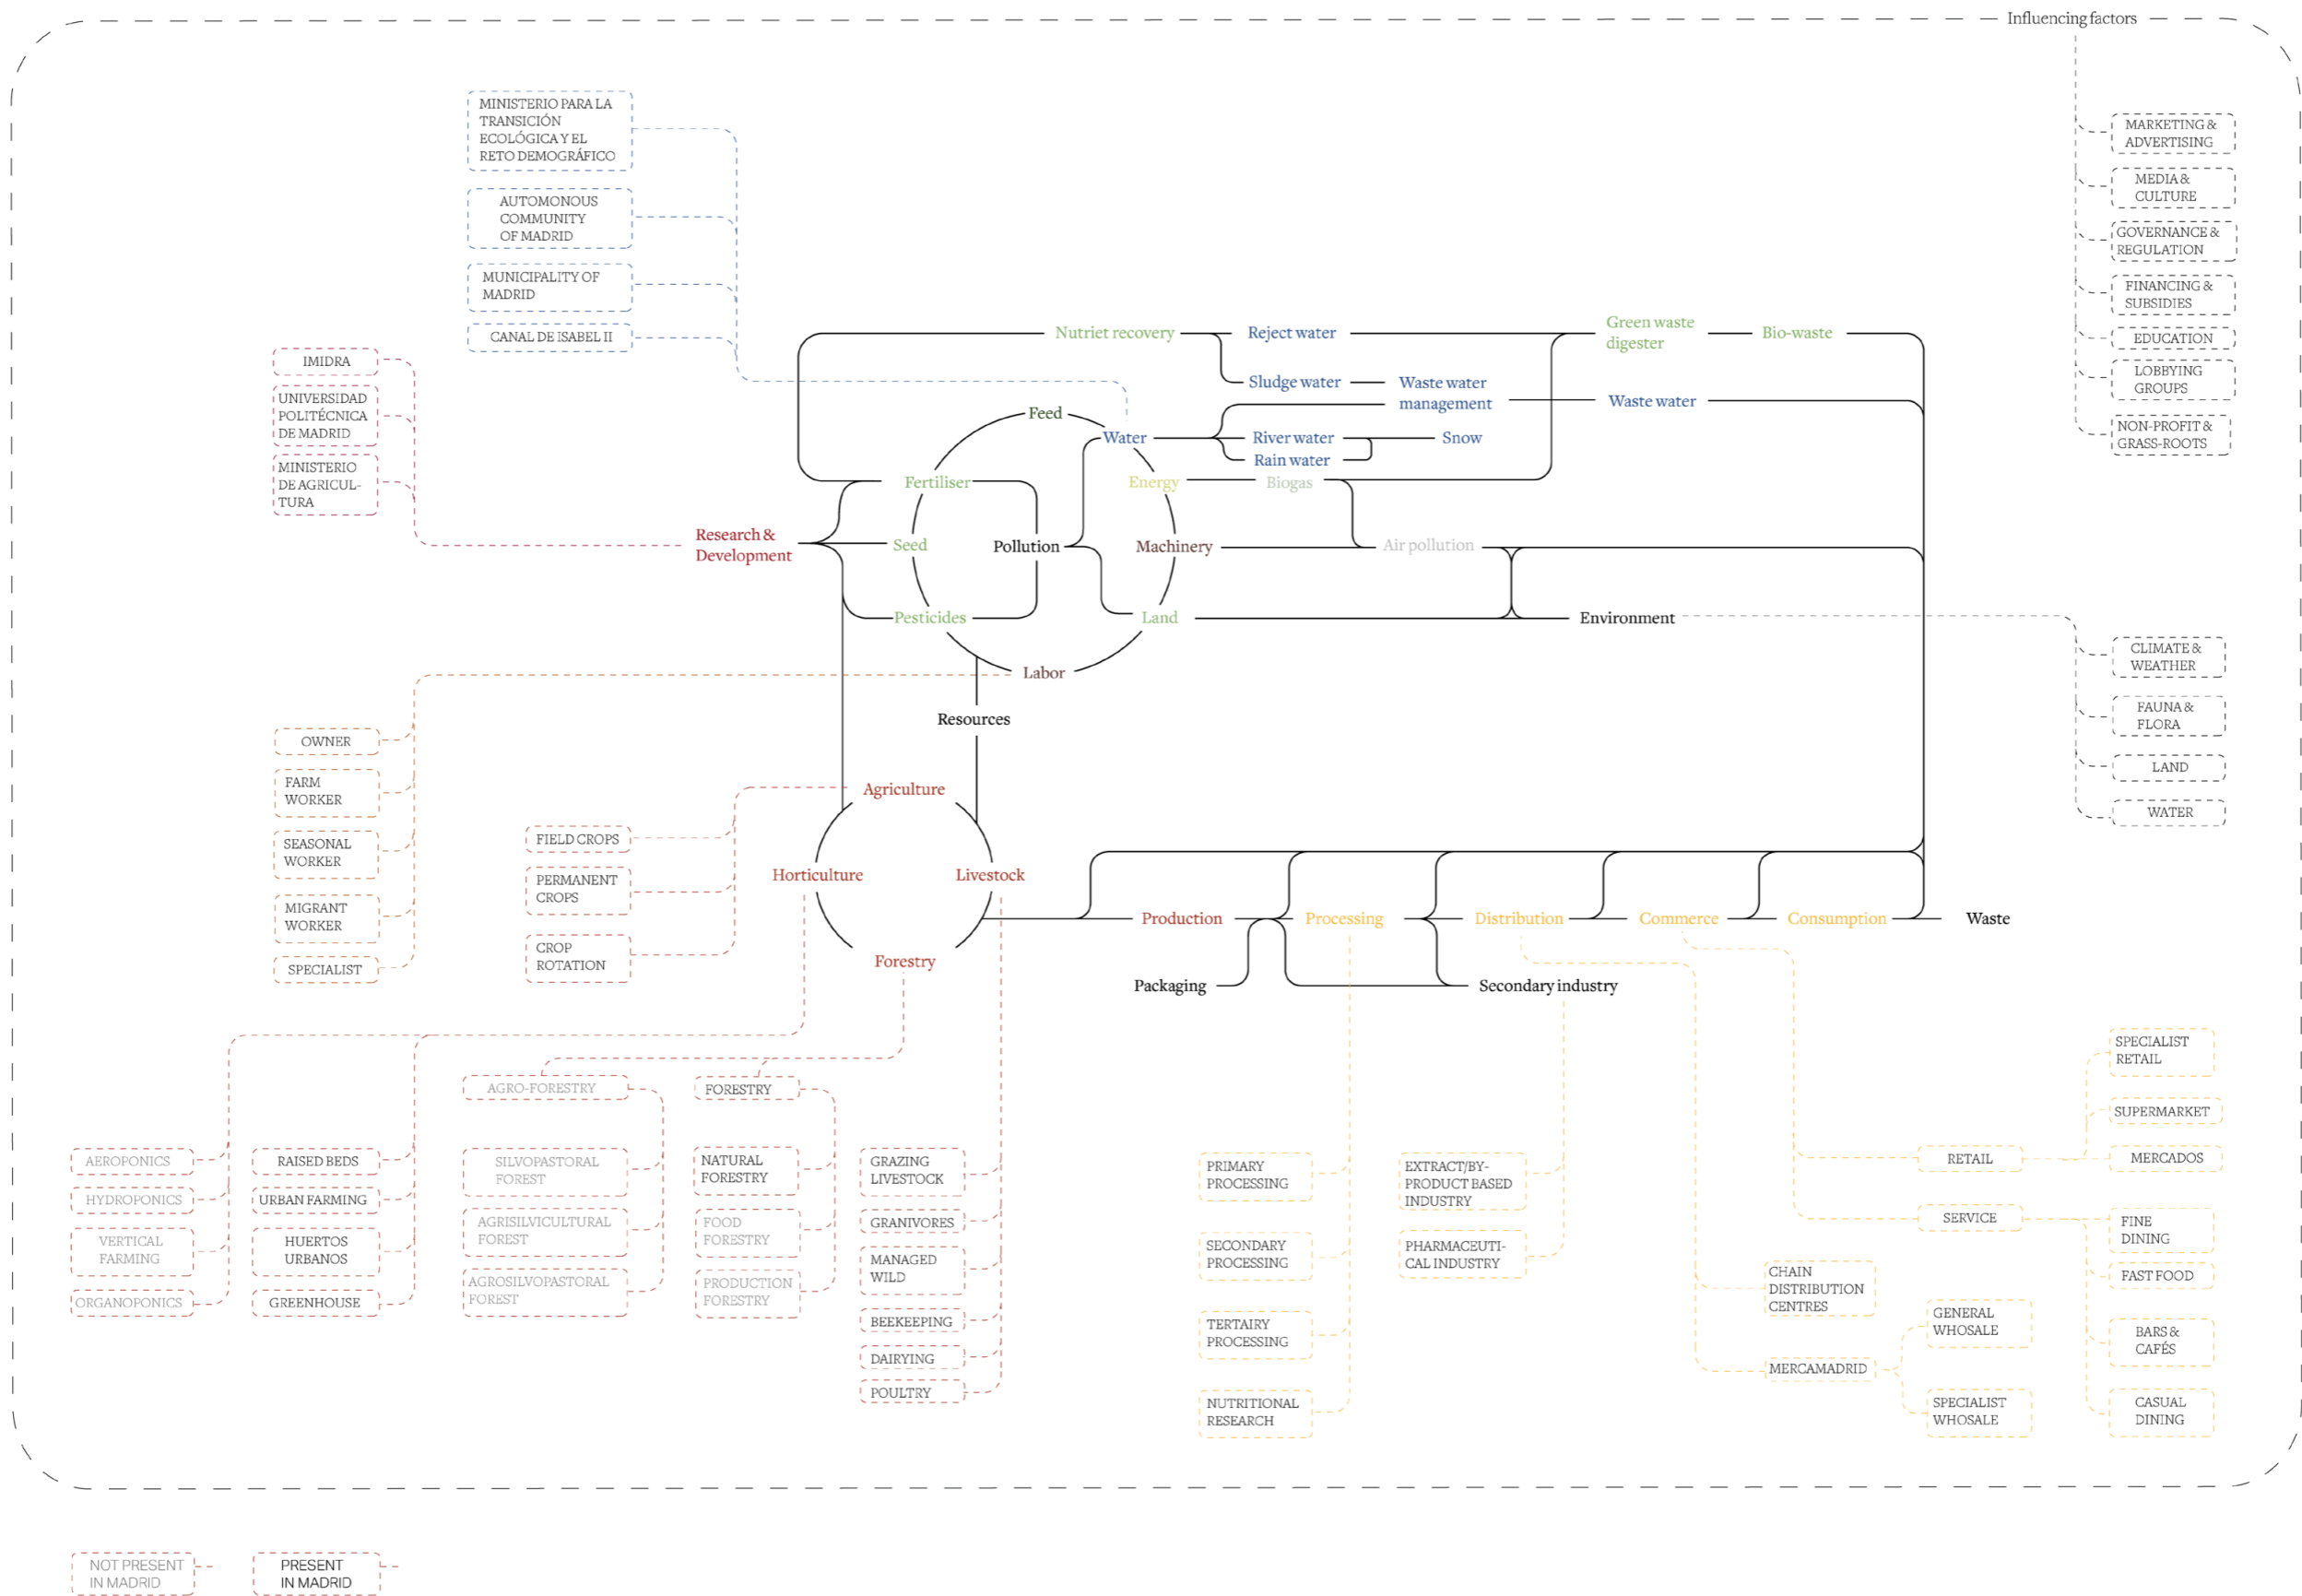 Influencing factors
MINISTERIO PARA LA
TRANSICIÓN
ECOLÓGICA Y EL
RETO DEMOGRÁFICO
AUTOMONOUS
COMMUNITY
OF MADRID
MUNICIPALITY OF
MADRID
CANAL DE ISABEL II
MARKETING &
ADVERTISING
MEDIA &
CULTURE
GOVERNANCE &
REGULATION
FINANCING &
SUBSIDIES
EDUCATION
LOBBYING
GROUPS
NON-PROFIT &
GRASS-ROOTS
IMIDRA
UNIVERSIDAD
POLITÉCNICA
DE MADRID
MINISTERIO
DE AGRICUL-
TURA
Nutriet recovery
Reject water
Green waste
digester
Bio-waste
Sludge water
Waste water
management
Waste water
Feed
Water
River water
Snow
Rain water
Fertiliser
Energy
Biogas
Research &
Development
Seed
Pollution
Machinery
Air pollution
Pesticides
Land
Environment
Labor
Resources
CLIMATE &
WEATHER
FAUNA &
FLORA
LAND
WATER
OWNER
FARM
WORKER
SEASONAL
WORKER
MIGRANT
WORKER
SPECIALIST
FIELD CROPS
PERMANENT
CROPS
CROP
ROTATION
Agriculture
Horticulture
Livestock
Forestry
Production
Processing
Distribution
Commerce
Consumption
Waste
Packaging
Secondary industry
AEROPONICS
HYDROPONICS
VERTICAL
FARMING
ORGANOPONICS
RAISED BEDS
URBAN FARMING
HUERTOS
URBANOS
GREENHOUSE
AGRO-FORESTRY
SILVOPASTORAL
FOREST
AGRISILVICULTURAL
FOREST
AGROSILVOPASTORAL
FOREST
FORESTRY
NATURAL
FORESTRY
FOOD
FORESTRY
PRODUCTION
FORESTRY
GRAZING
LIVESTOCK
GRANIVORES
MANAGED
WILD
BEEKEEPING
DAIRYING
POULTRY
PRIMARY
PROCESSING
SECONDARY
PROCESSING
TERTAIRY
PROCESSING
NUTRITIONAL
RESEARCH
EXTRACT/BY-
PRODUCT BASED
INDUSTRY
PHARMACEUTI-
CAL INDUSTRY
CHAIN
DISTRIBUTION
CENTRES
MERCAMADRID
GENERAL
WHOSALE
SPECIALIST
WHOSALE
RETAIL
SERVICE
SPECIALIST
RETAIL
SUPERMARKET
MERCADOS
FINE
DINING
FAST FOOD
BARS &
CAFÉS
CASUAL
DINING
NOT PRESENT
IN MADRID
PRESENT
IN MADRID